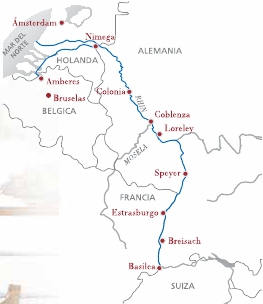 Ámsterdam
MAR DEL
NORTE
Nimega
ALEMANIA
HOLANDA
Amberes
Colonia
RHIN
Bruselas
BELGICA
Coblenza
Loreley
MOSELA
Speyer
FRANCIA
Estrasburgo
Breisach
Basilea
SUIZA